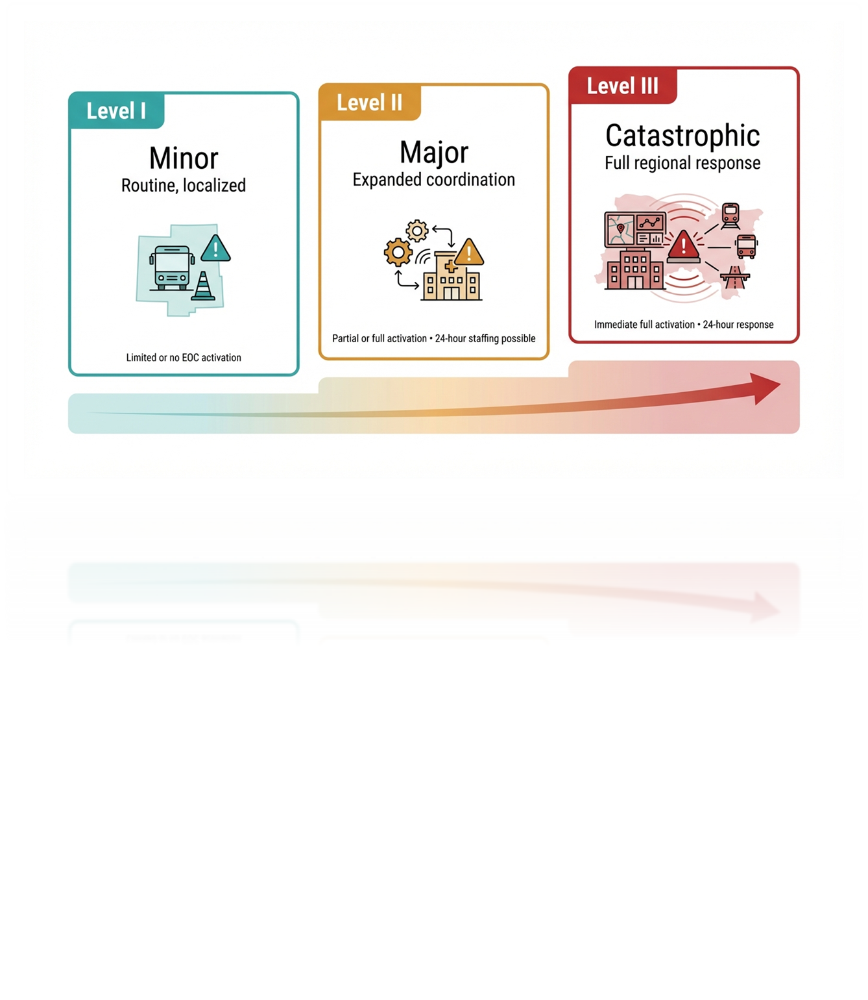 Level I
Minor
Routine, localized
Limited or no EOC activation
Level II
Major
Expanded coordination
Partial or full activation • 24-hour staffing possible
Level III
Catastrophic
Full regional response
Immediate full activation • 24-hour response